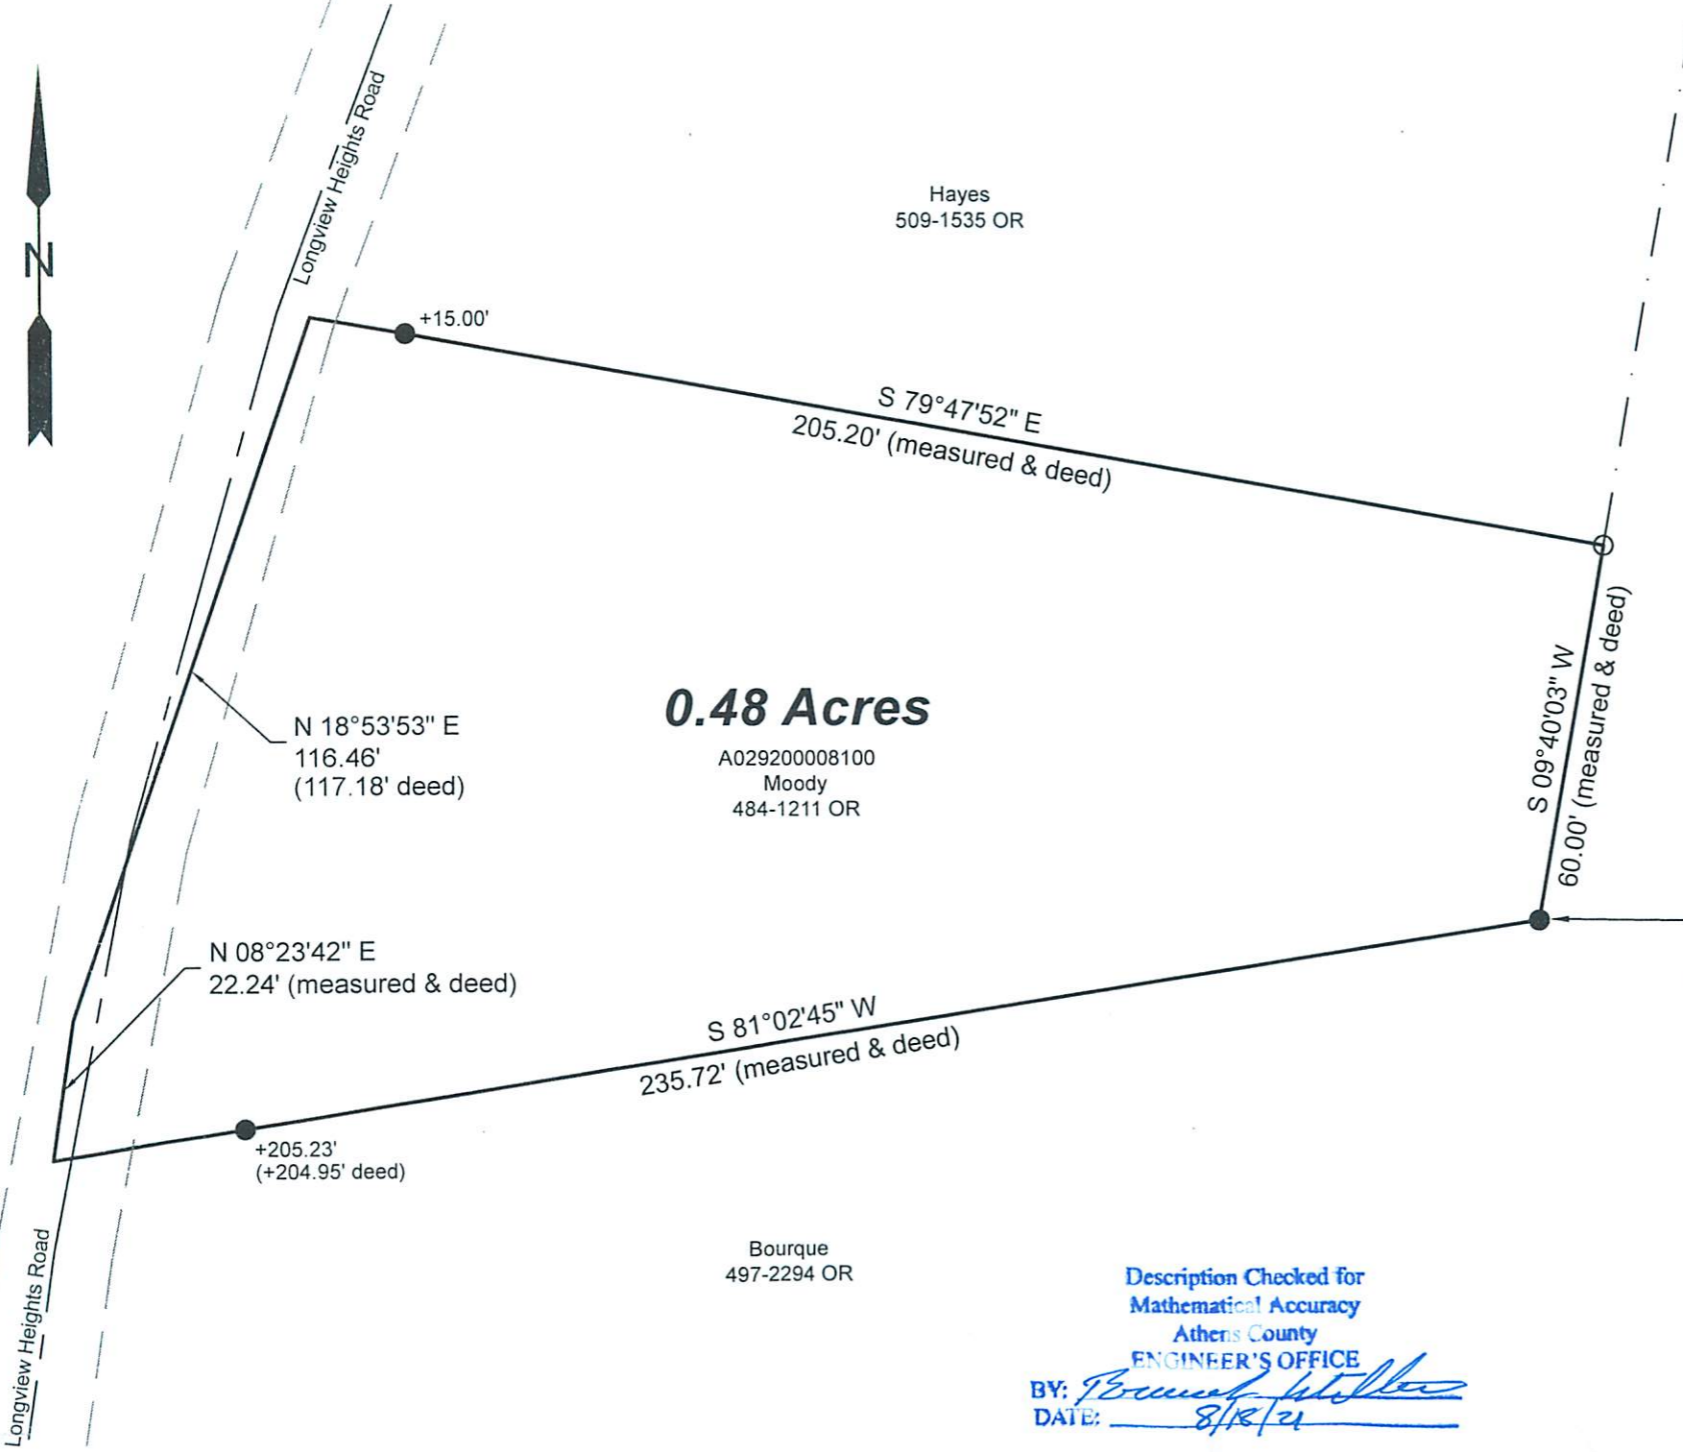 Longview Heights Road
N
Hayes
509-1535 OR
+15.00'
S 79°47'52" E
205.20' (measured & deed)
S 09°40'03" W
60.00' (measured & deed)
0.48 Acres
A029200008100
Moody
484-1211 OR
N 18°53'53" E
116.46'
(117.18' deed)
N 08°23'42" E
22.24' (measured & deed)
S 81°02'45" W
235.72' (measured & deed)
+205.23'
(+204.95' deed)
Longview Heights Road
Bourque
497-2294 OR
Description Checked for
Mathematical Accuracy
Athens County
ENGINEER'S OFFICE
BY:
DATE: 8/18/21